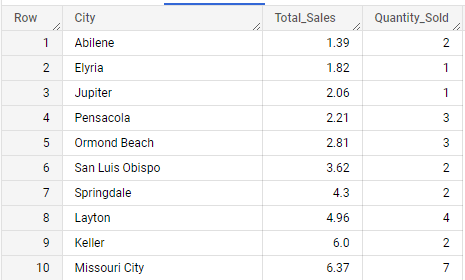 Row City Total_Sales Quantity_Sold
1 Abilene 1.39 2
2 Elyria 1.82 1
3 Jupiter 2.06 1
4 Pensacola 2.21 3
5 Ormond Beach 2.81 3
6 San Luis Obispo 3.62 2
7 Springdale 4.3 2
8 Layton 4.96 4
9 Keller 6.0 2
10 Missouri City 6.37 7